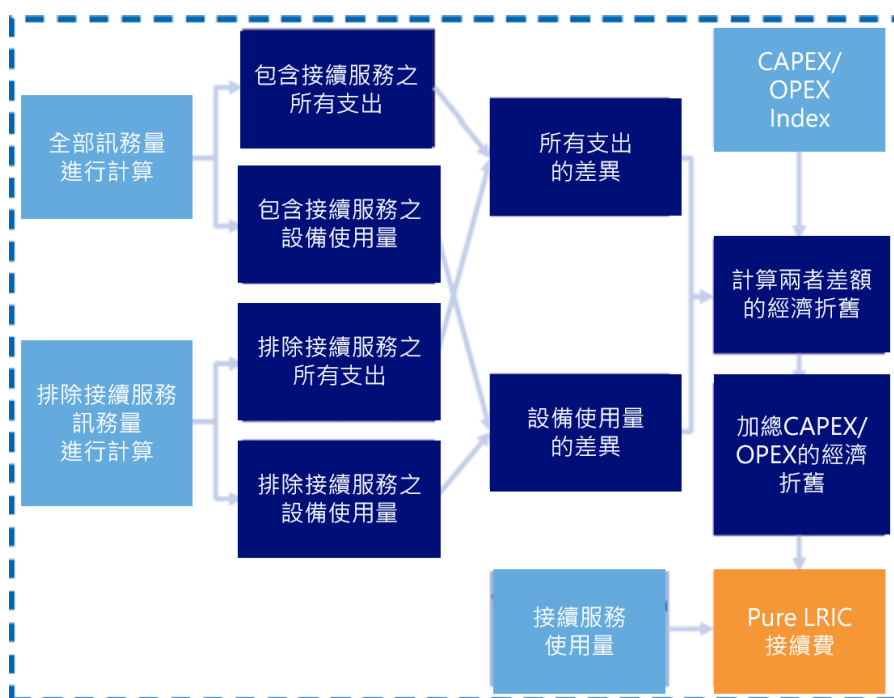 全部訊務量
進行計算
排除接續服務
訊務量
進行計算
包含接續服務之
所有支出
包含接續服務之
設備使用量
排除接續服務之
所有支出
排除接續服務之
設備使用量
所有支出
的差異
設備使用量
的差異
接續服務
使用量
CAPEX/
OPEX
Index
計算兩者差額
的經濟折舊
加總CAPEX/
OPEX的經濟
折舊
Pure LRIC
接續費